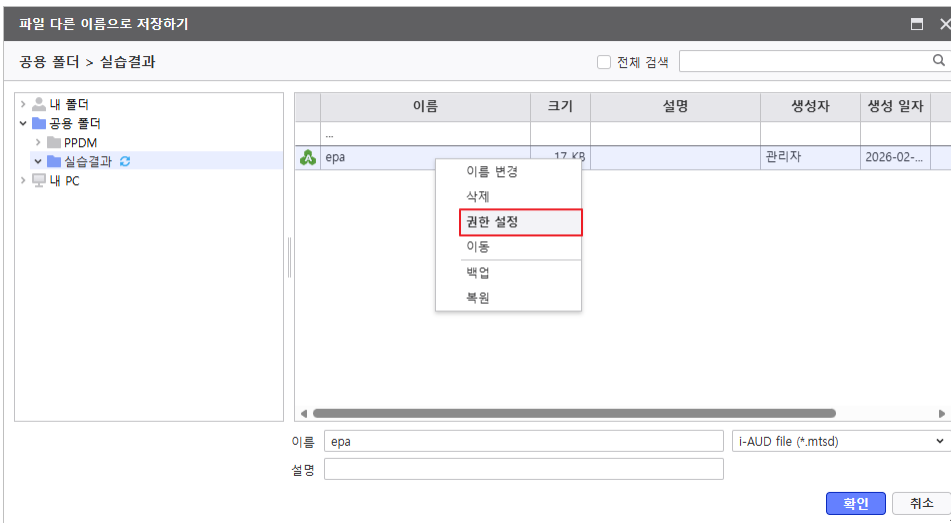 파일 다른 이름으로 저장하기
공용 폴더 > 실습결과
전체 검색
내 폴더
공용 폴더
PPDM
실습결과
내 PC
이름 크기 설명 생성자 생성 일자
...
epa 17 KB 관리자 2026-02-...
이름 변경
삭제
권한 설정
이동
백업
복원
이름 epa i-AUD file (*.mtsd)
설명
확인 취소